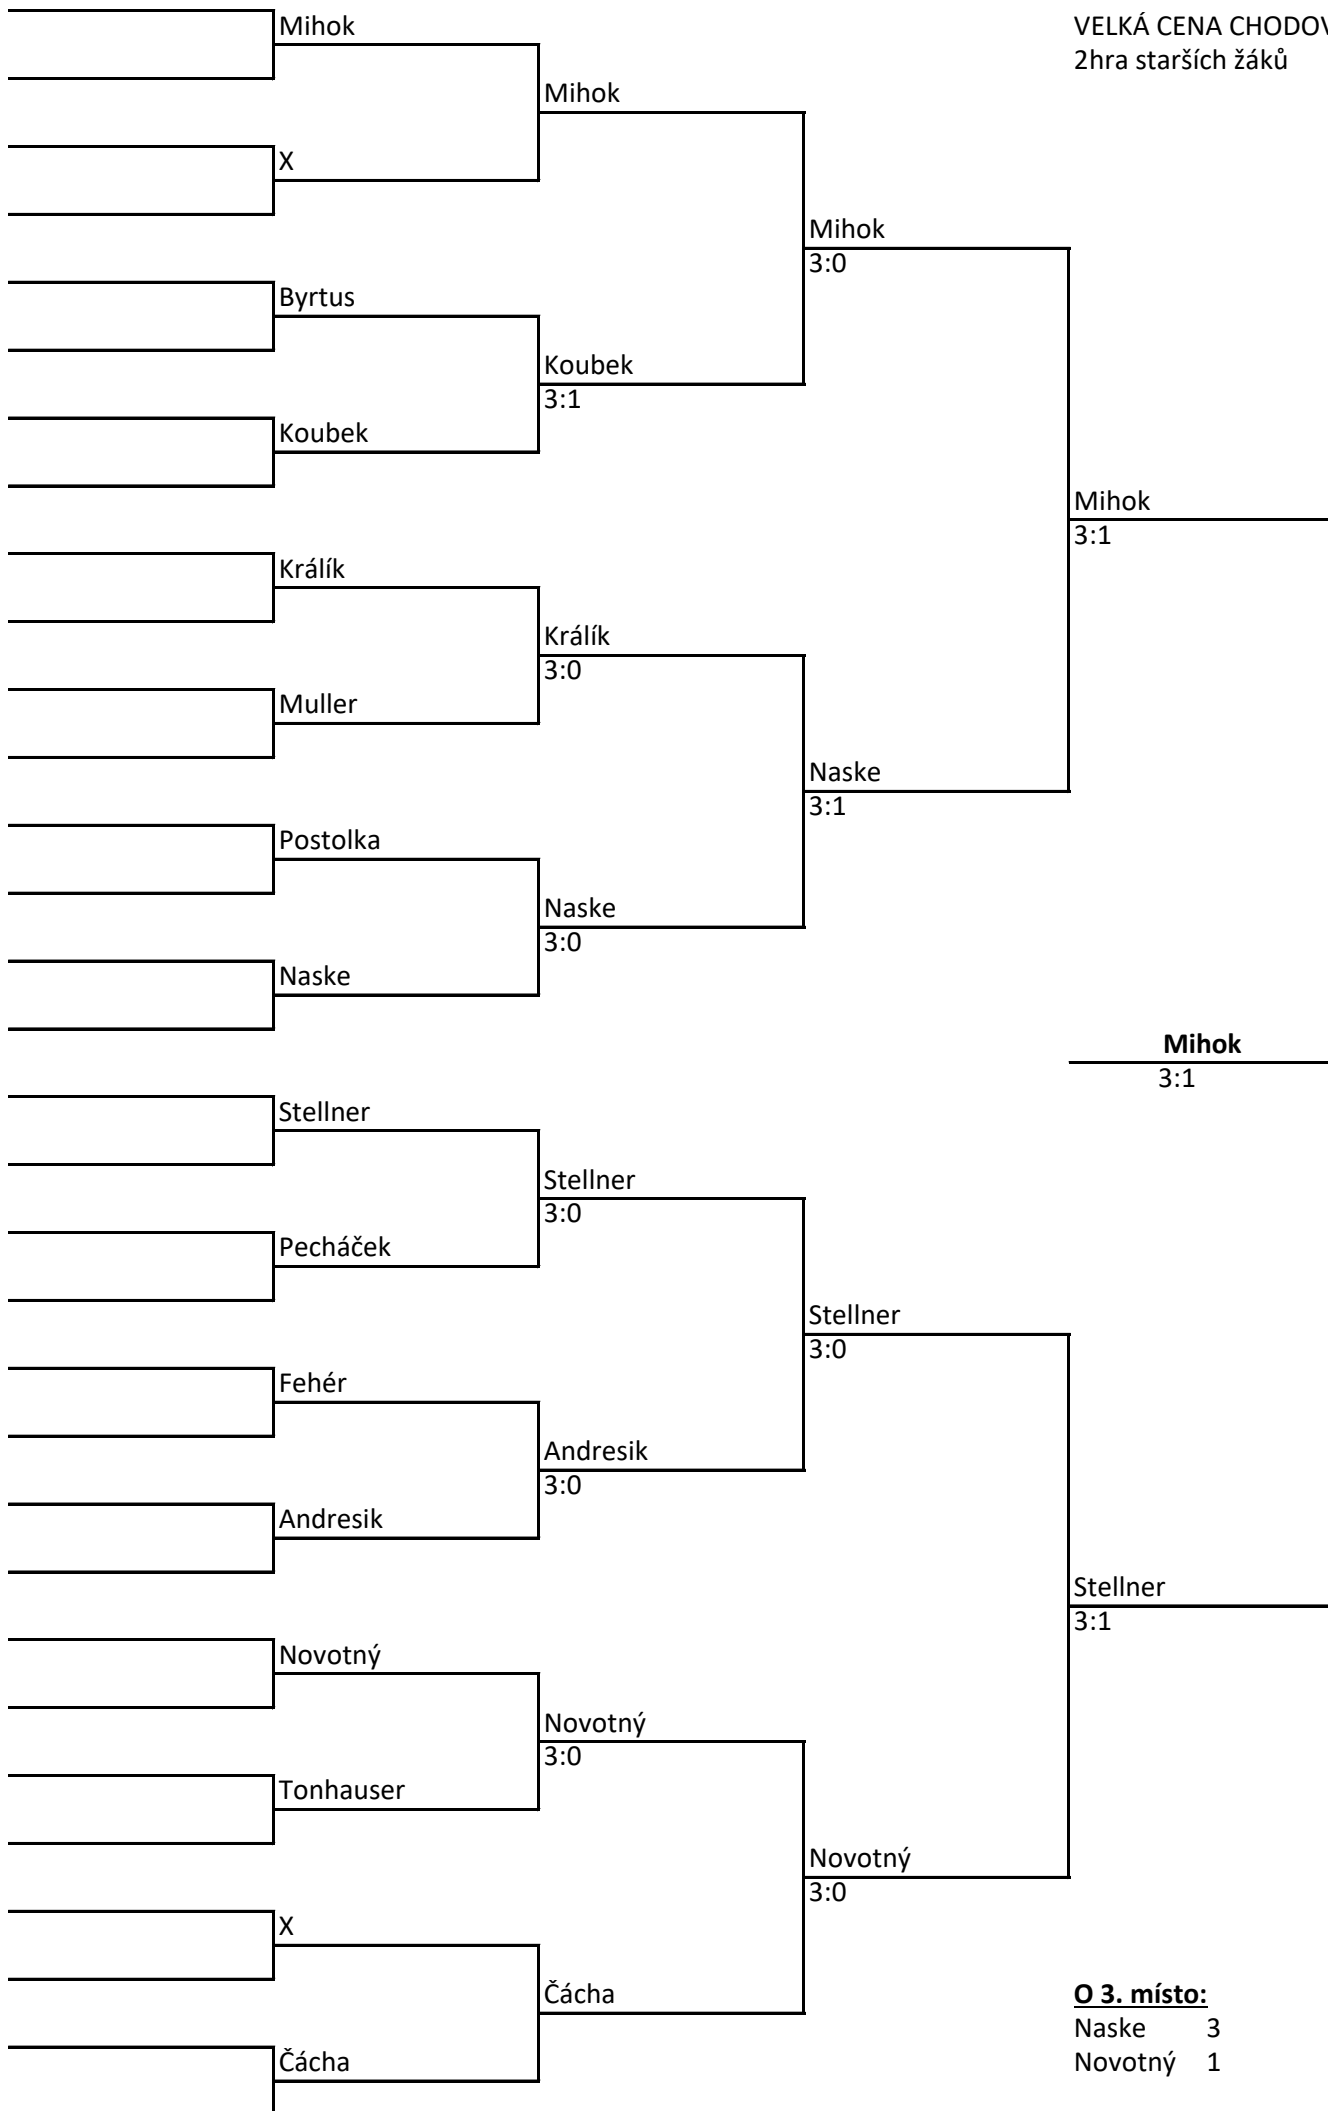 Mihok
VELKÁ CENA CHODOV
2hra starších žáků
Mihok
X
Mihok
3:0
Byrtus
Koubek
3:1
Koubek
Mihok
3:1
Králík
Králík
3:0
Muller
Naske
3:1
Postolka
Naske
3:0
Naske
Mihok
3:1
Stellner
Stellner
3:0
Pecháček
Stellner
3:0
Fehér
Andresik
3:0
Andresik
Stellner
3:1
Novotný
Novotný
3:0
Tonhauser
Novotný
3:0
X
Čácha
O 3. místo:
Naske 3
Novotný 1
Čácha